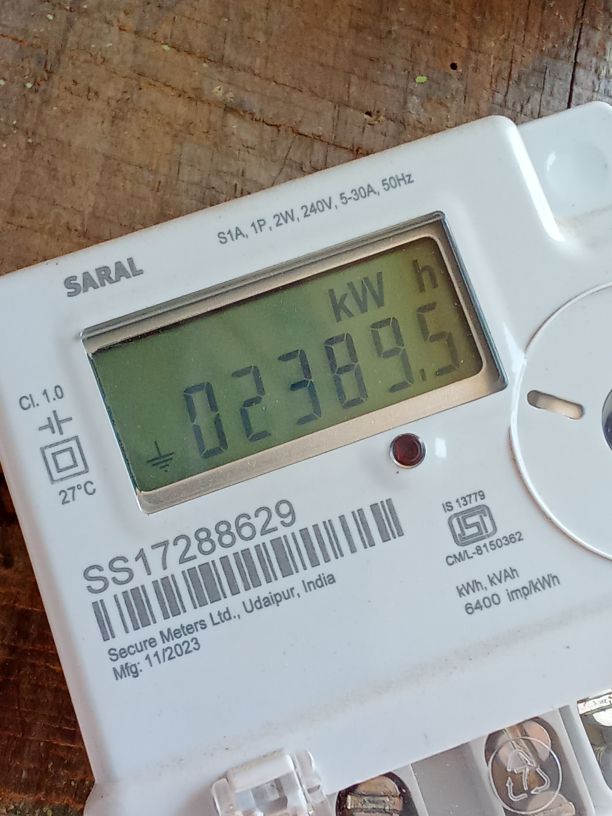 S1A, 1P, 2W, 240V, 5-30A, 50Hz
SARAL
kW h
02389.5
Cl. 1.0
27°C
SS17288629
Secure Meters Ltd., Udaipur, India
Mfg: 11/2023
IS 13779
ISI
CM/L-8150362
kWh, kVAh
6400 imp/kWh